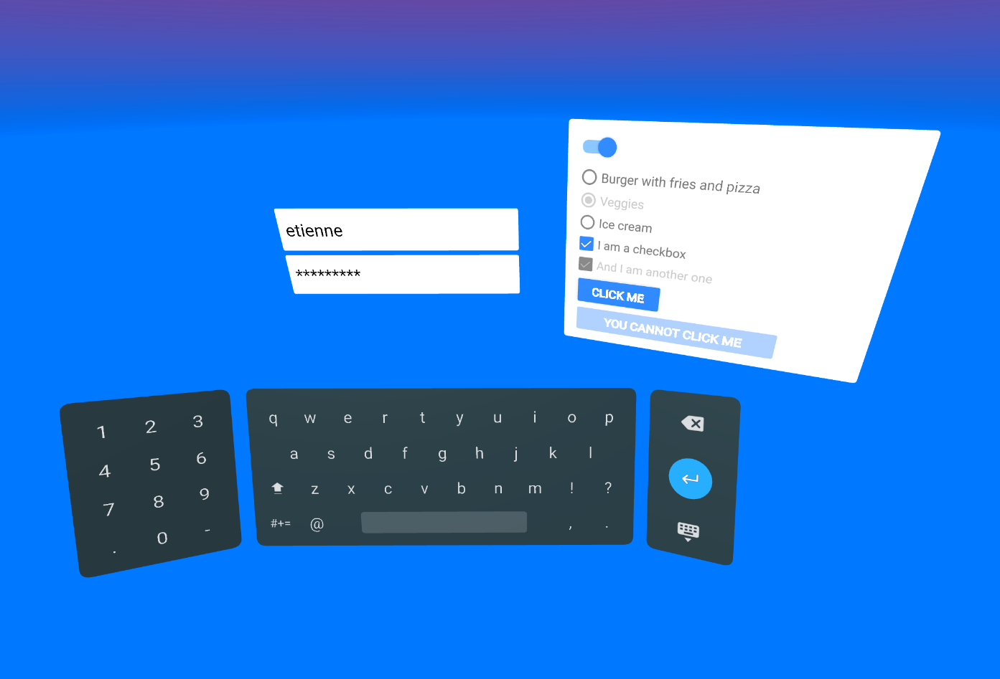 etienne
*********
Burger with fries and pizza
Veggies
Ice cream
I am a checkbox
And I am another one
CLICK ME
YOU CANNOT CLICK ME
1 2 3
4 5 6
7 8 9
. 0 -
q w e r t y u i o p
a s d f g h j k l
z x c v b n m ! ?
#+= @ , .